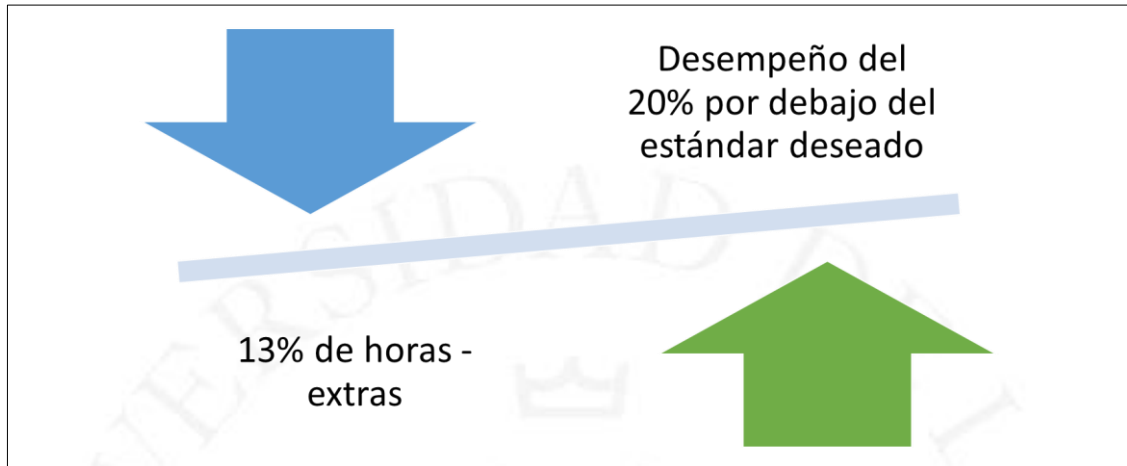 Desempeño del
20% por debajo del
estándar deseado
13% de horas -
extras